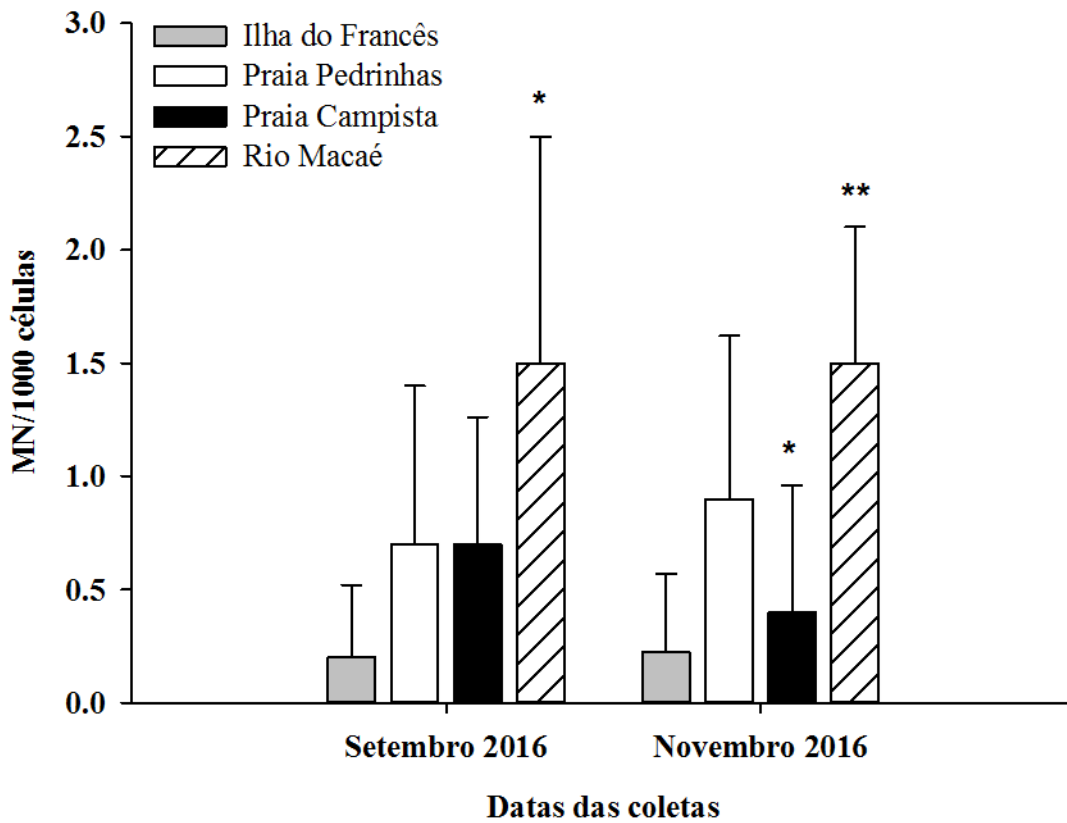 3.0
2.5
2.0
1.5
1.0
0.5
0.0
MN/1000 células
Ilha do Francês
Praia Pedrinhas
Praia Campista
Rio Macaé
*
**
*
Setembro 2016 Novembro 2016
Datas das coletas